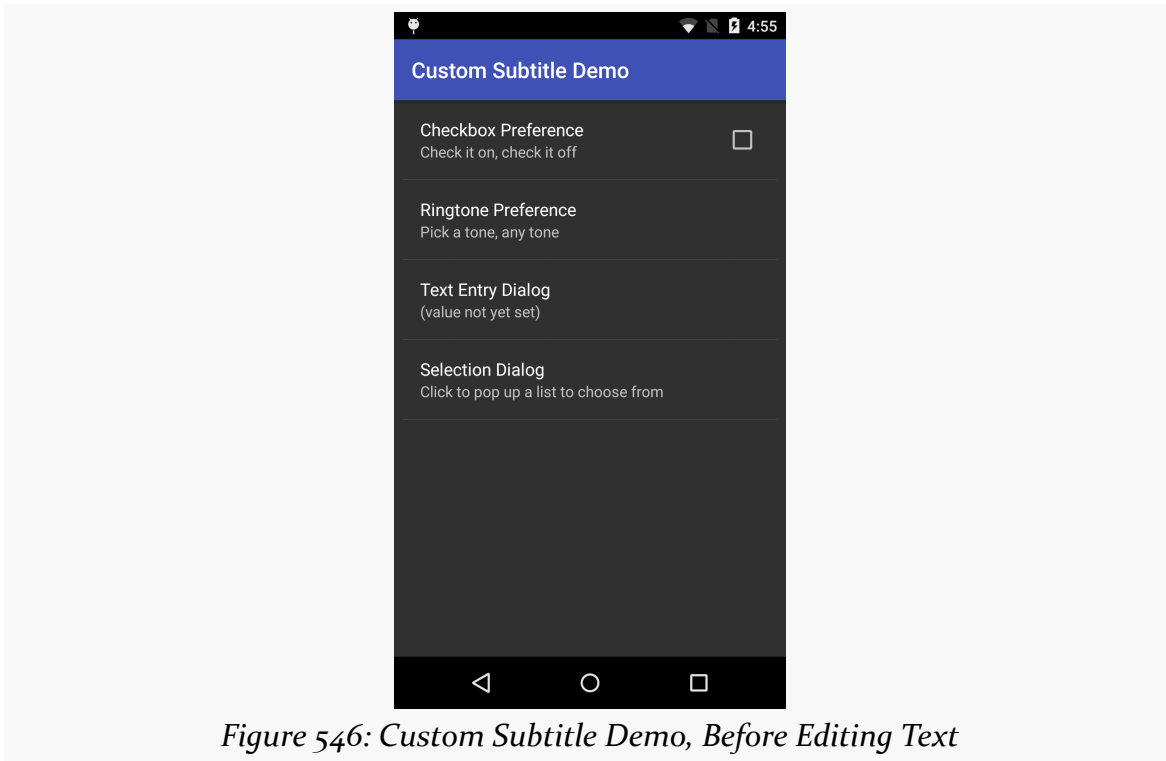 4:55
Custom Subtitle Demo
Checkbox Preference
Check it on, check it off
Ringtone Preference
Pick a tone, any tone
Text Entry Dialog
(value not yet set)
Selection Dialog
Click to pop up a list to choose from
Figure 546: Custom Subtitle Demo, Before Editing Text